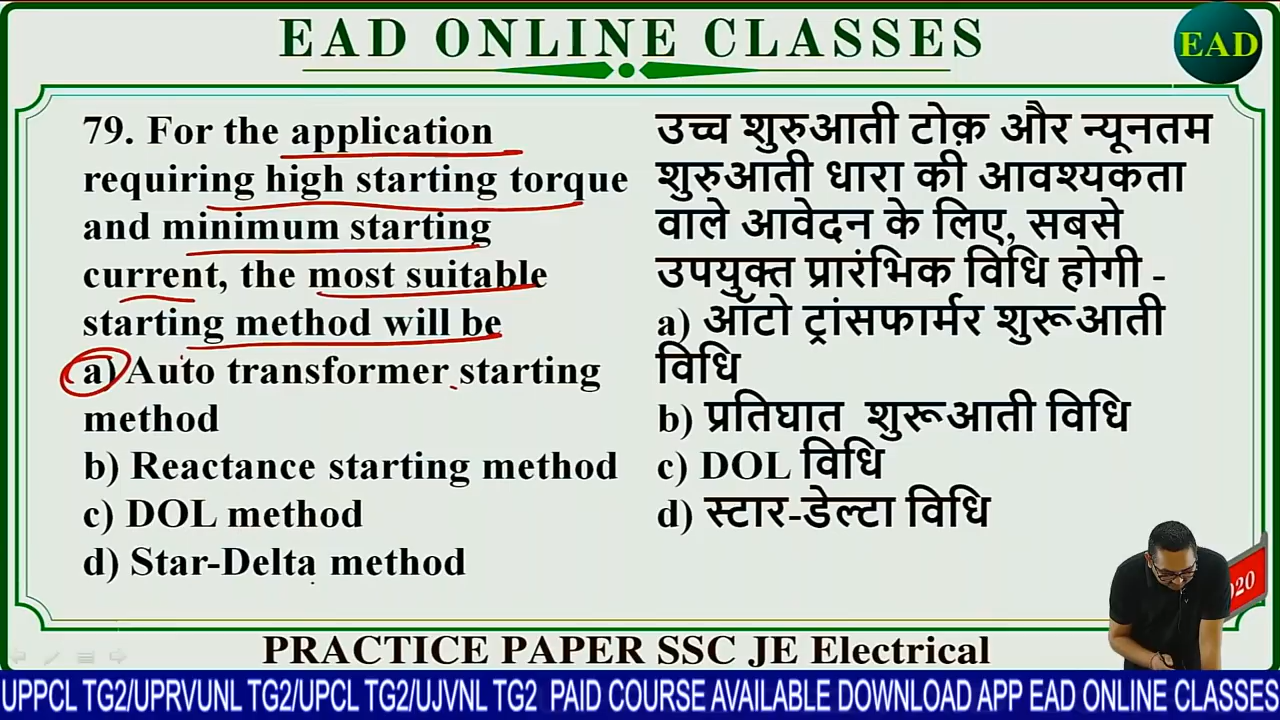 EAD ONLINE CLASSES
EAD
79. For the application
requiring high starting torque
and minimum starting
current, the most suitable
starting method will be
a) Auto transformer starting
method
b) Reactance starting method
c) DOL method
d) Star-Delta method
उच्च शुरुआती टोक़ और न्यूनतम
शुरुआती धारा की आवश्यकता
वाले आवेदन के लिए, सबसे
उपयुक्त प्रारंभिक विधि होगी -
a) ऑटो ट्रांसफार्मर शुरूआती
विधि
b) प्रतिघात शुरूआती विधि
c) DOL विधि
d) स्टार-डेल्टा विधि
PRACTICE PAPER SSC JE Electrical
UPPCL TG2/UPRVUNL TG2/UPCL TG2/UJVNL TG2 PAID COURSE AVAILABLE DOWNLOAD APP EAD ONLINE CLASSES